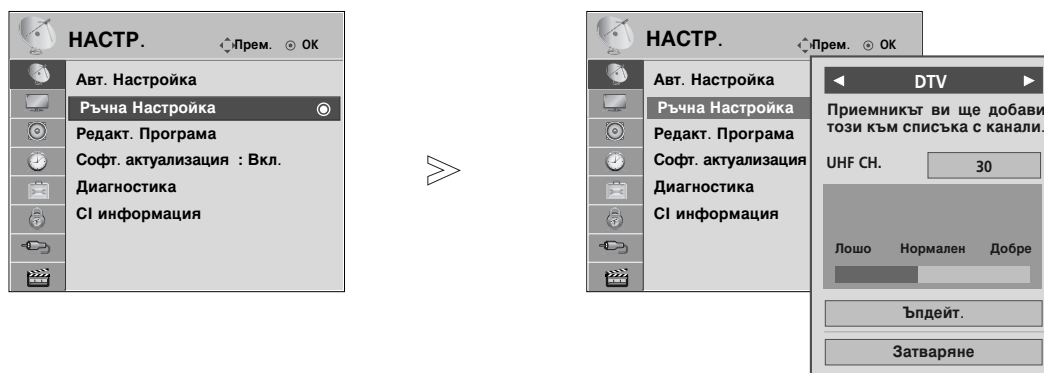 НАСТР.
Прем. OK
Авт. Настройка
Ръчна Настройка
Редакт. Програма
Софт. актуализация : Вкл.
Диагностика
CI информация
НАСТР.
Прем. OK
Авт. Настройка
Ръчна Настройка
Редакт. Програма
Софт. актуализация
Диагностика
CI информация
DTV
Приемникът ви ще добави
този към списъка с канали.
UHF CH. 30
Лошо Нормален Добре
Ъпдейт.
Затваряне